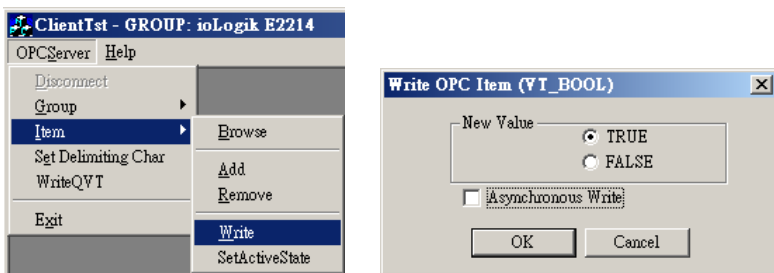 ClientTst - GROUP: ioLogik E2214
OPCServer Help
Disconnect
Group
Item
Set Delimiting Char
WriteQVT
Exit
Browse
Add
Remove
Write
SetActiveState
Write OPC Item (VT_BOOL)
New Value
TRUE
FALSE
Asynchronous Write
OK Cancel